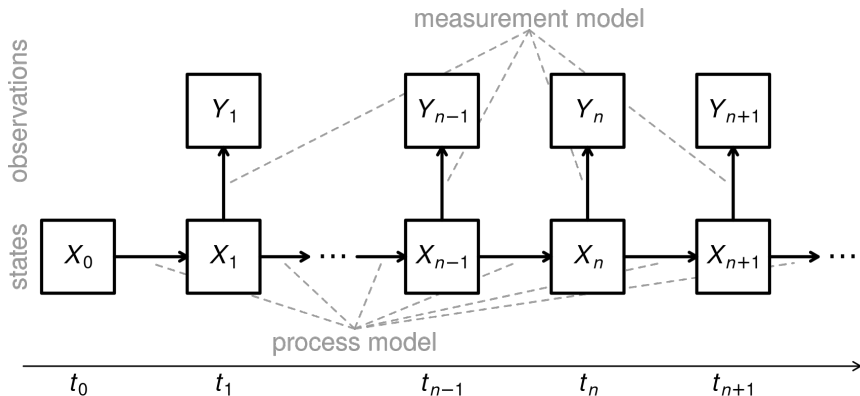 measurement model
observations
Y₁ Yₙ₋₁ Yₙ Yₙ₊₁
states
X₀ X₁ ··· Xₙ₋₁ Xₙ Xₙ₊₁ ···
process model
t₀ t₁ tₙ₋₁ tₙ tₙ₊₁